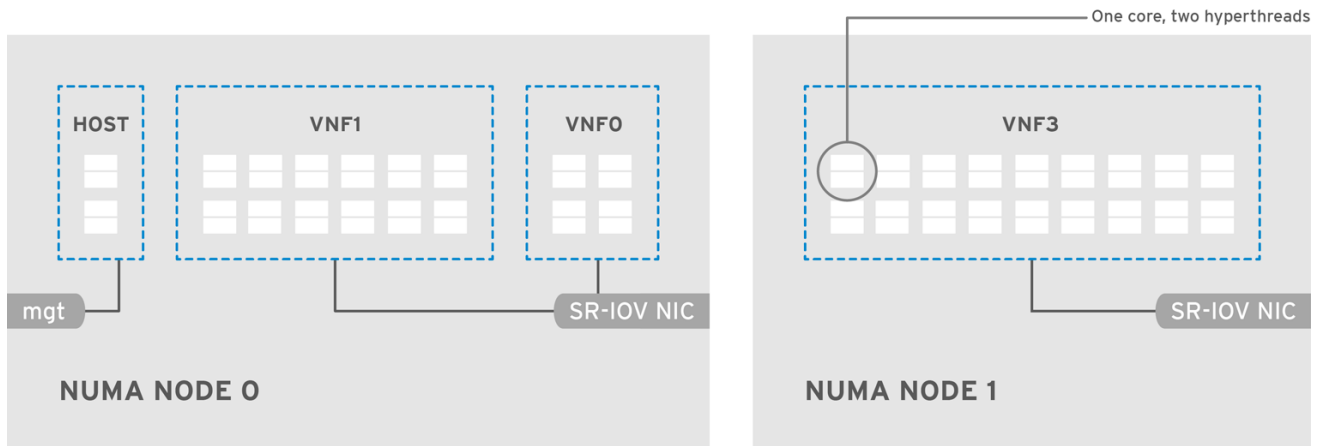 One core, two hyperthreads
HOST
VNF1
VNF0
VNF3
mgt
SR-IOV NIC
SR-IOV NIC
NUMA NODE 0
NUMA NODE 1